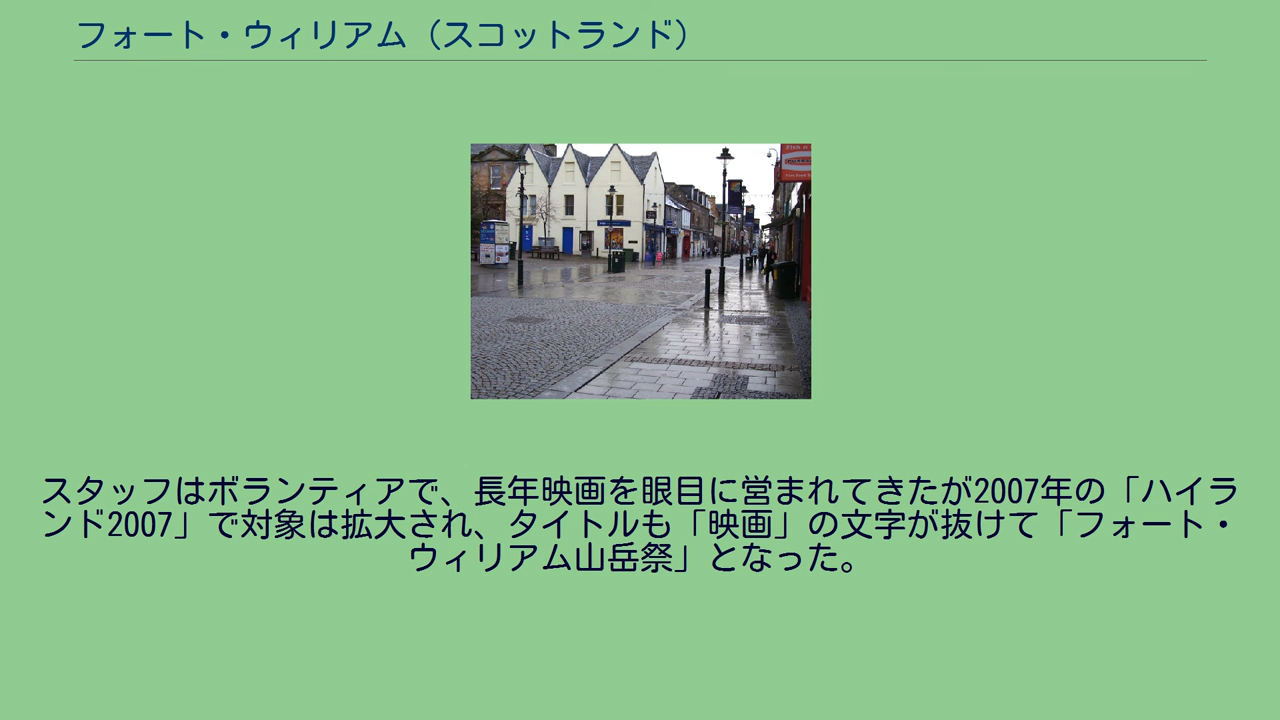 フォート・ウィリアム（スコットランド）
スタッフはボランティアで、長年映画を眼目に営まれてきたが2007年の「ハイラ
ンド2007」で対象は拡大され、タイトルも「映画」の文字が抜けて「フォート・
ウィリアム山岳祭」となった。